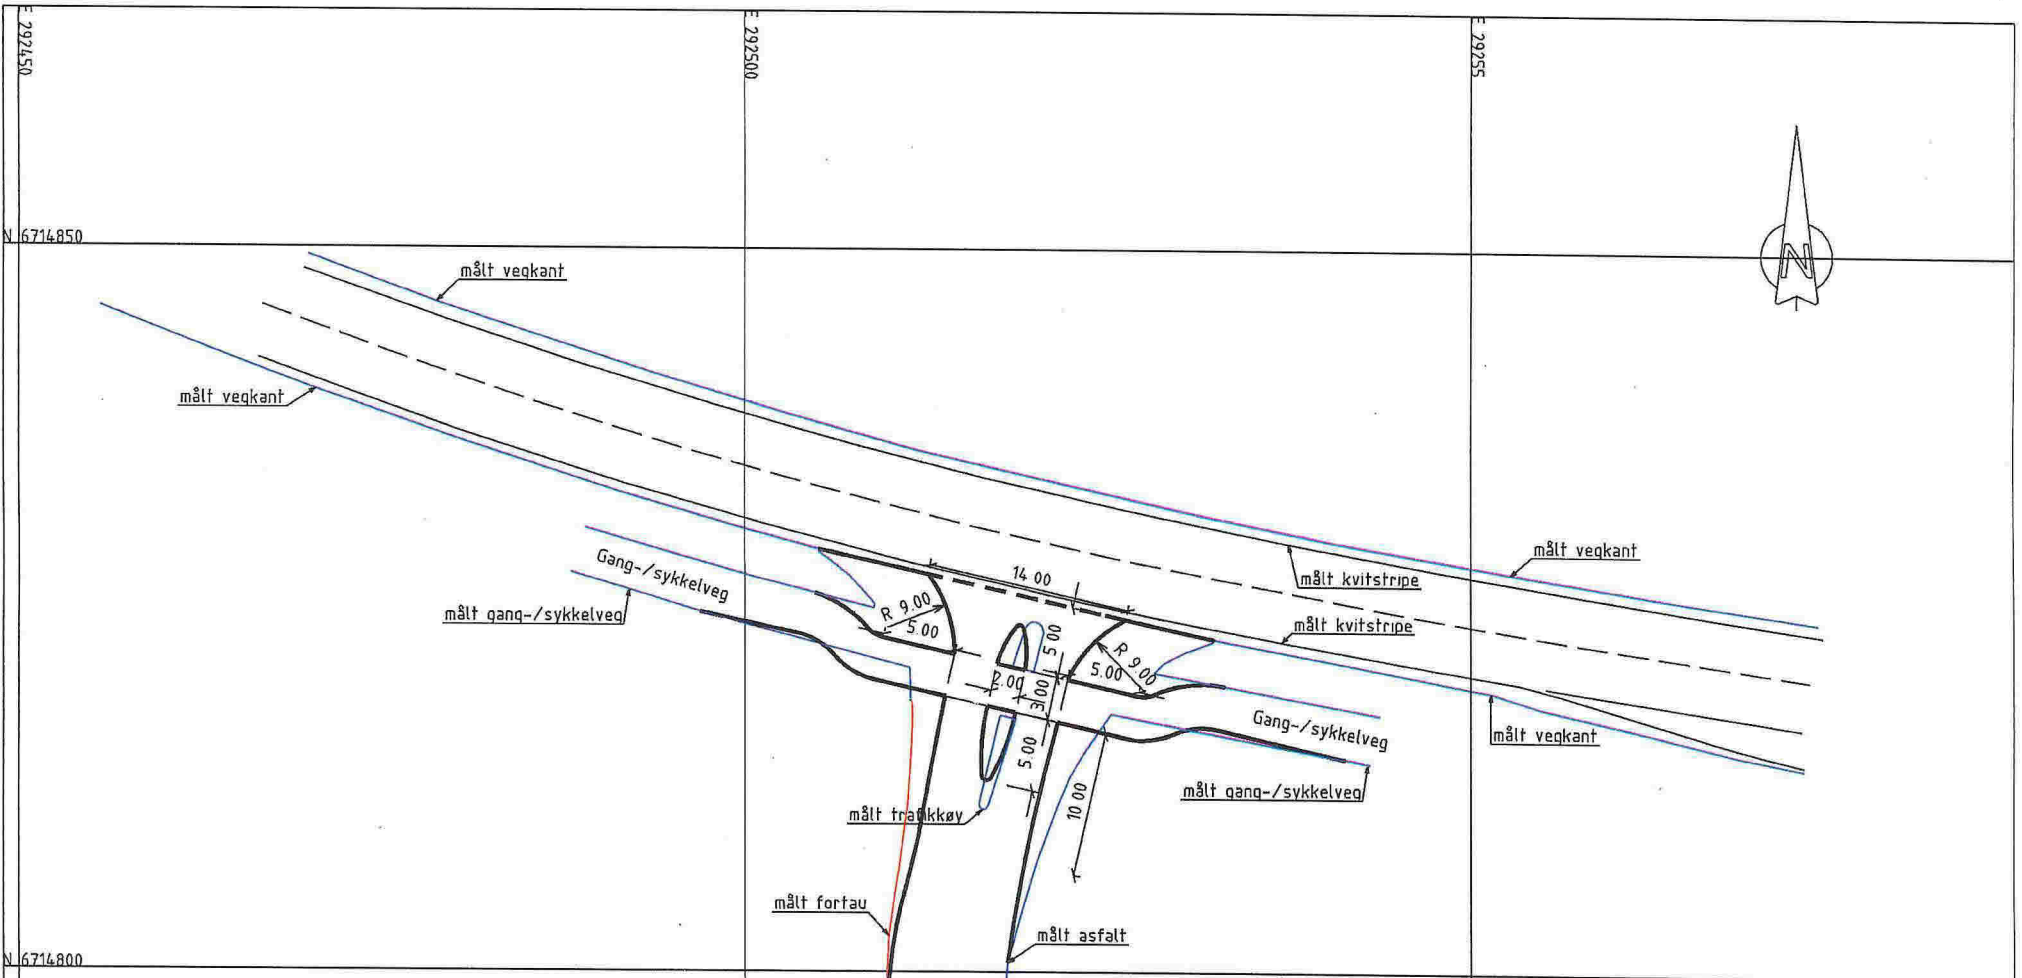 E 292450
E 292500
E 29255
N 6714850
målt vegkant
målt vegkant
N
målt vegkant
Gang-/sykkelveg
14.00
målt kvitstripe
målt gang-/sykkelveg
R 9.00
5.00
5.00
målt kvitstripe
R 9.00
5.00
2.00
3.00
Gang-/sykkelveg
målt vegkant
5.00
målt gang-/sykkelveg
målt trafikkøy
10.00
målt fortau
målt asfalt
N 6714800